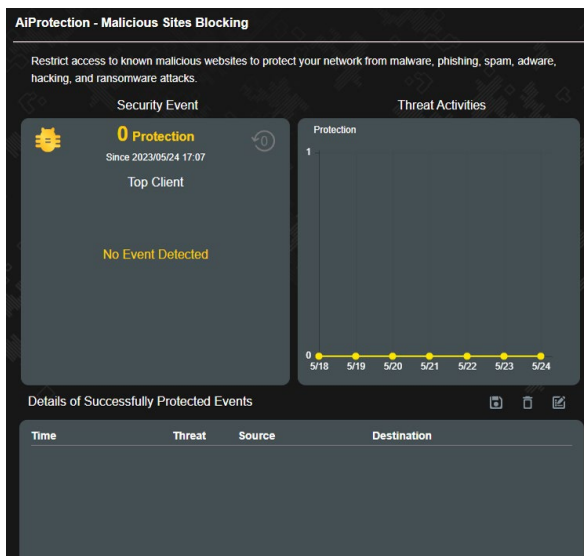 AiProtection - Malicious Sites Blocking
Restrict access to known malicious websites to protect your network from malware, phishing, spam, adware,
hacking, and ransomware attacks.
Security Event
0 Protection
Since 2023/05/24 17:07
Top Client
No Event Detected
0
Threat Activities
Protection
1
0
5/18 5/19 5/20 5/21 5/22 5/23 5/24
Details of Successfully Protected Events
Time Threat Source Destination